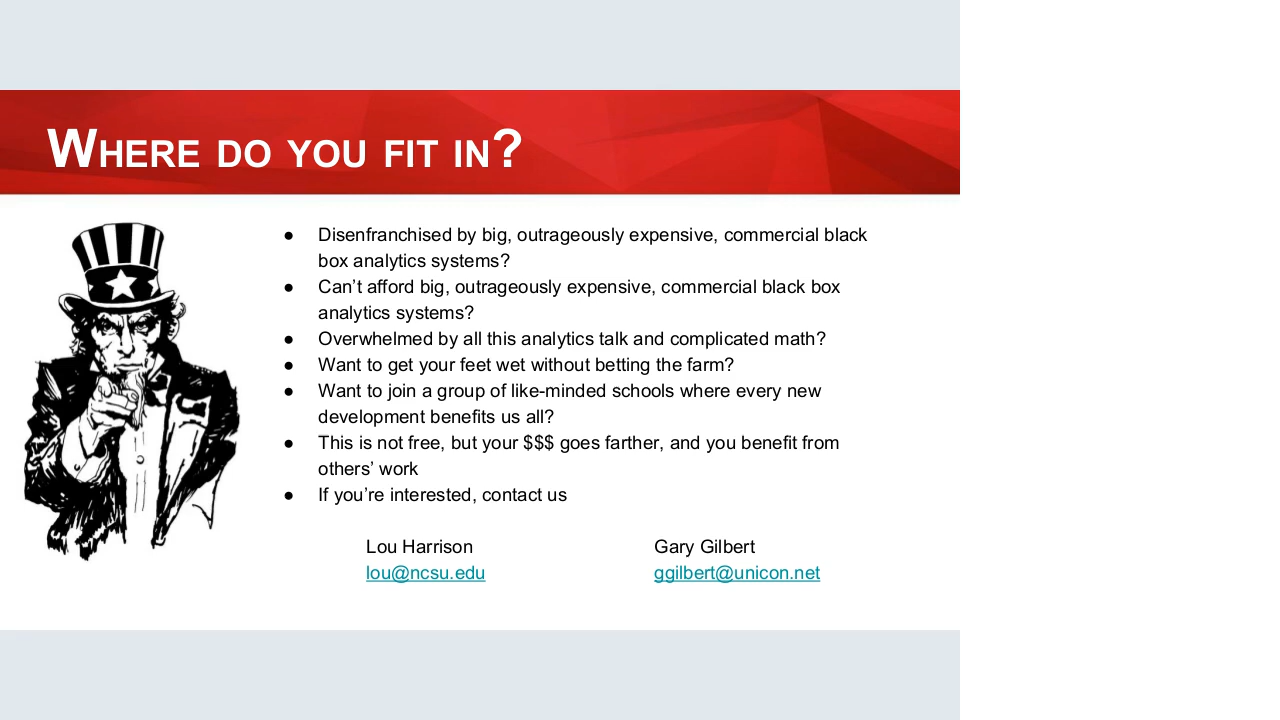 WHERE DO YOU FIT IN?
● Disenfranchised by big, outrageously expensive, commercial black
box analytics systems?
● Can’t afford big, outrageously expensive, commercial black box
analytics systems?
● Overwhelmed by all this analytics talk and complicated math?
● Want to get your feet wet without betting the farm?
● Want to join a group of like-minded schools where every new
development benefits us all?
● This is not free, but your $$$ goes farther, and you benefit from
others’ work
● If you’re interested, contact us
Lou Harrison Gary Gilbert
lou@ncsu.edu ggilbert@unicon.net